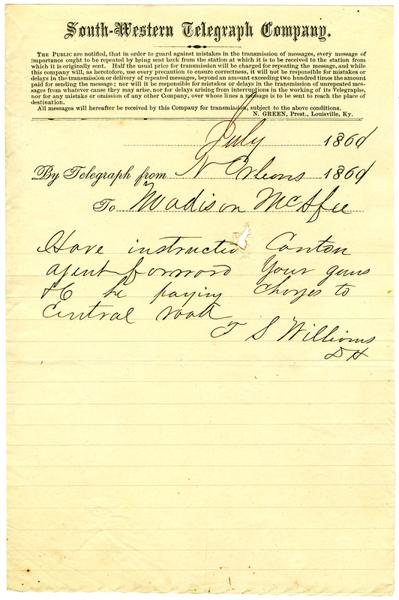 South-Western Telegraph Company.
THE PUBLIC are notified, that in order to guard against mistakes in the transmission of messages, every message of
importance ought to be repeated by being sent back from the station at which it is to be received to the station from
which it is originally sent. Half the usual price for transmission will be charged for repeating the message, and while
this company will, as heretofore, use every precaution to ensure correctness, it will not be responsible for mistakes or
delays in the transmission or delivery of repeated messages, beyond an amount exceeding two hundred times the amount
paid for sending the message; nor will it be responsible for mistakes or delays in the transmission of unrepeated mes-
sages from whatever cause they may arise, nor for delays arising from interruptions in the working of its Telegraphs,
nor for any mistake or omission of any other Company, over whose lines a message is to be sent to reach the place of
destination.
All messages will hereafter be received by this Company for transmission, subject to the above conditions.
N. GREEN, Prest., Louisville, Ky.
July 1860
By Telegraph from N Orleans 1860
To Madison McAfee
Have instructed Canton
agent forward Your guns
he paying charges to
Central road
T S Williams
DH